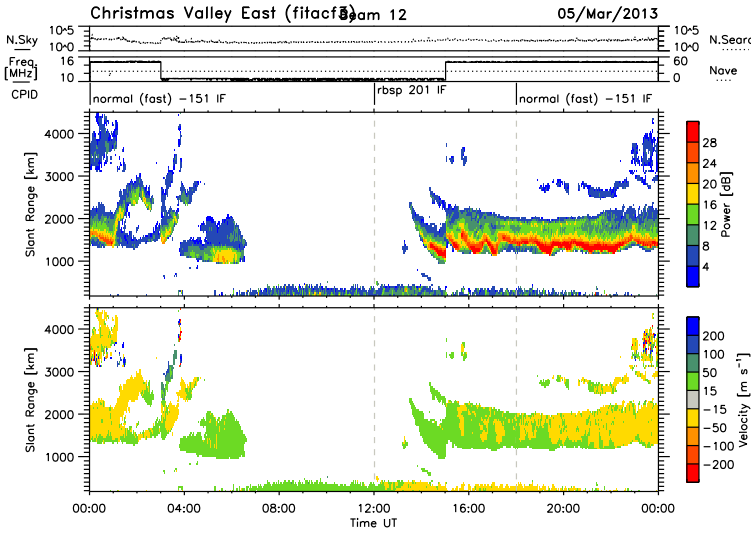 Christmas Valley East (fitacf3) Beam 12 05/Mar/2013
N.Sky 10^5 10^0 10^5 10^0 N.Sear
Freq. [MHz] 16 10 60 0 Nave
CPID normal (fast) -151 IF rbsp 201 IF normal (fast) -151 IF
Slant Range [km]
4000
3000
2000
1000
28
24
20
16
12
8
4
Power [dB]
Slant Range [km]
4000
3000
2000
1000
200
100
50
15
-15
-50
-100
-200
Velocity [m s⁻¹]
00:00 04:00 08:00 12:00 16:00 20:00 00:00
Time UT